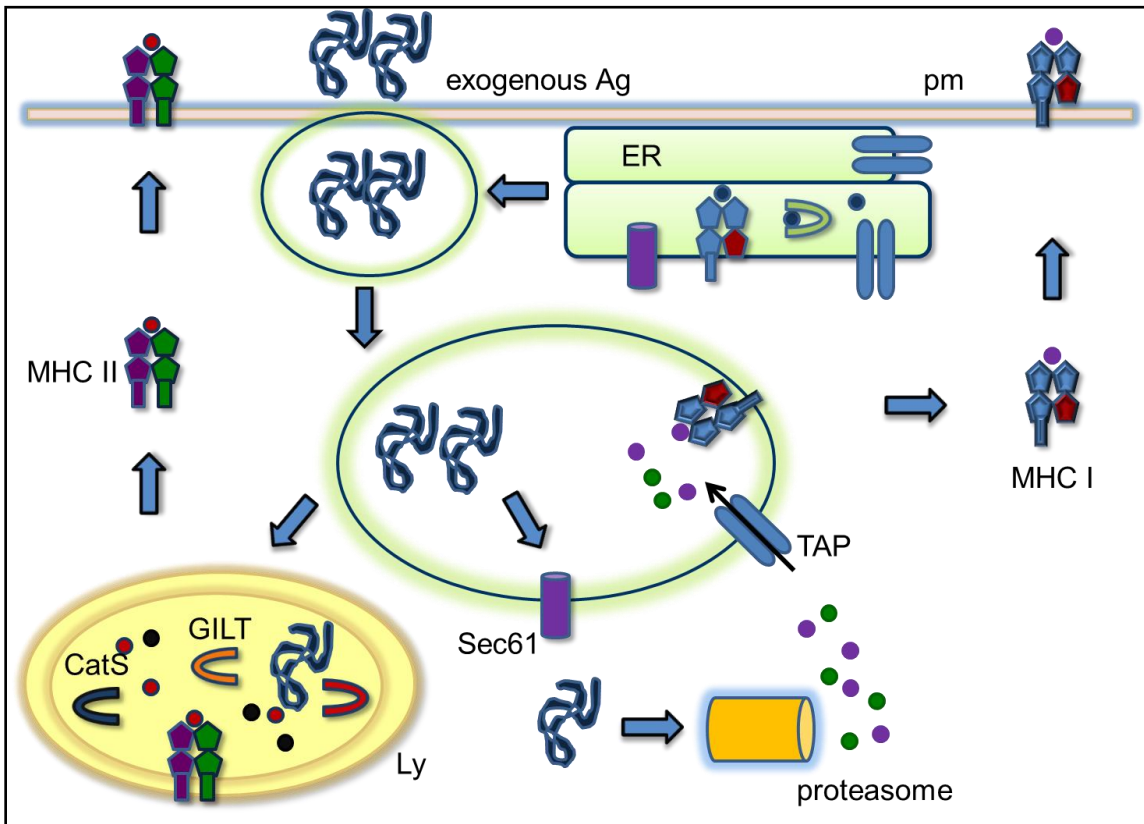 exogenous Ag
pm
ER
MHC II
MHC I
TAP
Sec61
GILT
CatS
Ly
proteasome